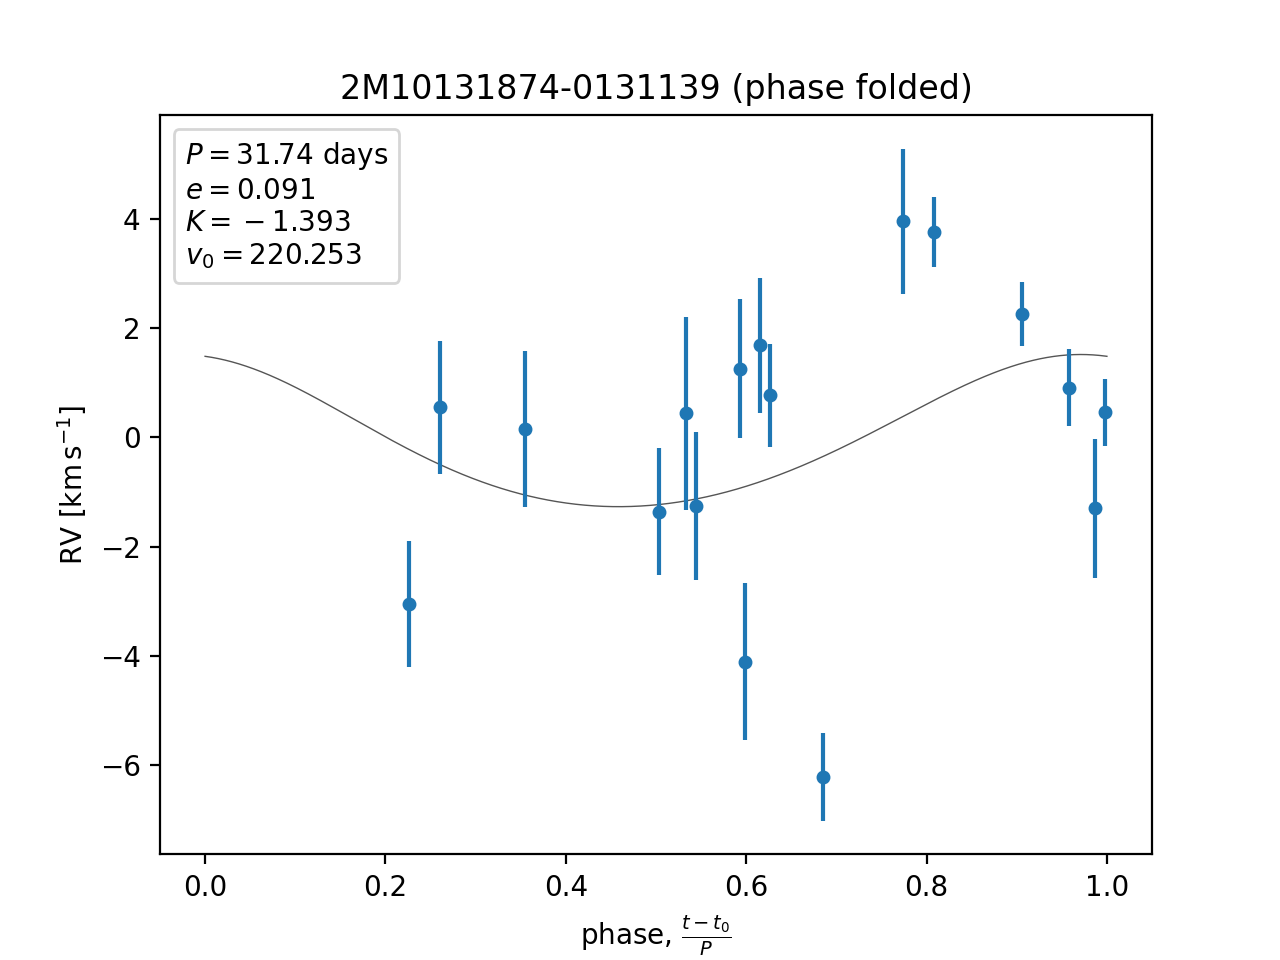 2M10131874-0131139 (phase folded)
P = 31.74 days
e = 0.091
K = −1.393
v₀ = 220.253
4
2
0
−2
−4
−6
RV [km s⁻¹]
0.0 0.2 0.4 0.6 0.8 1.0
phase, (t − t₀)/P